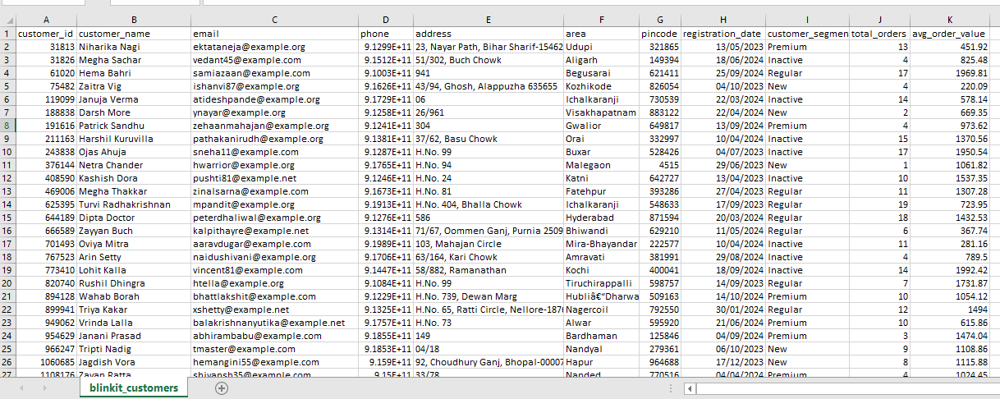 A B C D E F G H I J K
1 customer_id customer_name email phone address area pincode registration_date customer_segmen total_orders avg_order_value
2 31813 Niharika Nagi ektataneja@example.org 9.1299E+11 23, Nayar Path, Bihar Sharif-15462 Udupi 321865 13/05/2023 Premium 13 451.92
3 31826 Megha Sachar vedant45@example.com 9.1512E+11 51/302, Buch Chowk Aligarh 149394 18/06/2024 Inactive 4 825.48
4 61020 Hema Bahri samiazaan@example.com 9.1003E+11 941 Begusarai 621411 25/09/2024 Regular 17 1969.81
5 75482 Zaitra Vig ishanvi87@example.com 9.1626E+11 43/94, Ghosh, Alappuzha 635655 Kozhikode 826054 04/10/2023 New 4 220.09
6 119099 Januja Verma atideshpande@example.org 9.1729E+11 06 Ichalkaranji 730539 22/03/2024 Inactive 14 578.14
7 188838 Darsh More ynayar@example.org 9.1258E+11 26/961 Visakhapatnam 883122 22/04/2024 New 2 669.35
8 191616 Patrick Sandhu zehaanmahajan@example.org 9.1241E+11 304 Gwalior 649817 13/09/2024 Premium 4 973.62
9 211163 Harshil Kuruvilla pathakanirudh@example.org 9.1381E+11 37/62, Basu Chowk Orai 332997 10/04/2024 Inactive 15 1370.56
10 243838 Ojas Ahuja sneha11@example.com 9.1287E+11 H.No. 99 Buxar 528426 04/07/2023 Inactive 17 1950.54
11 376144 Netra Chander hwarrior@example.org 9.1765E+11 H.No. 94 Malegaon 4515 29/06/2023 New 1 1061.82
12 408590 Kashish Dora pushti81@example.net 9.1246E+11 H.No. 24 Katni 642727 13/04/2023 Inactive 10 1537.35
13 469006 Megha Thakkar zinalsarna@example.com 9.1673E+11 H.No. 81 Fatehpur 393286 27/04/2023 Regular 11 1307.28
14 625395 Turvi Radhakrishnan mpandit@example.org 9.1913E+11 H.No. 404, Bhalla Chowk Ichalkaranji 548633 17/09/2023 Regular 19 723.95
15 644189 Dipta Doctor peterdhaliwal@example.org 9.1276E+11 586 Hyderabad 871594 20/03/2024 Regular 18 1432.53
16 666589 Zayyan Buch kalpithayre@example.net 9.1314E+11 71/67, Oommen Ganj, Purnia 2509 Bhiwandi 629210 11/05/2024 Regular 6 367.74
17 701493 Oviya Mitra aaravdugar@example.com 9.1989E+11 103, Mahajan Circle Mira-Bhayandar 222577 10/04/2024 Inactive 11 281.16
18 767523 Arin Setty naidushivani@example.org 9.1706E+11 63/164, Kari Chowk Amravati 381991 29/08/2024 Inactive 4 789.5
19 773410 Lohit Kalla vincent81@example.com 9.1447E+11 58/882, Ramanathan Kochi 400041 18/09/2024 Inactive 14 1992.42
20 820740 Rushil Dhingra htella@example.org 9.1084E+11 H.No. 99 Tiruchirappalli 598757 14/09/2023 Regular 7 1731.87
21 894128 Wahab Borah bhattlakshit@example.com 9.1229E+11 H.No. 739, Dewan Marg Hubliâ€“Dharwa 509163 14/10/2024 Premium 10 1054.12
22 899941 Triya Kakar xshetty@example.net 9.1325E+11 H.No. 65, Ratti Circle, Nellore-187 Nagercoil 792550 30/01/2024 Regular 12 1494
23 949062 Vrinda Lalla balakrishnanyutika@example.net 9.1757E+11 H.No. 73 Alwar 595920 21/06/2024 Premium 10 615.86
24 954629 Janani Prasad abhirambabu@example.com 9.1855E+11 149 Bardhaman 125846 04/09/2024 Premium 3 1474.04
25 966247 Tripti Nadig tmaster@example.com 9.1853E+11 04/18 Nandyal 279361 06/10/2023 New 9 1108.86
26 1060685 Jagdish Vora hemangini55@example.com 9.159E+11 92, Choudhury Ganj, Bhopal-00007 Hapur 964688 17/12/2023 New 8 1115.88
27 1108176 Zayan Ratta shivansh35@example.com 9.15E+11 33/78 Nanded 770516 04/04/2024 Premium 4 1024.45
blinkit_customers